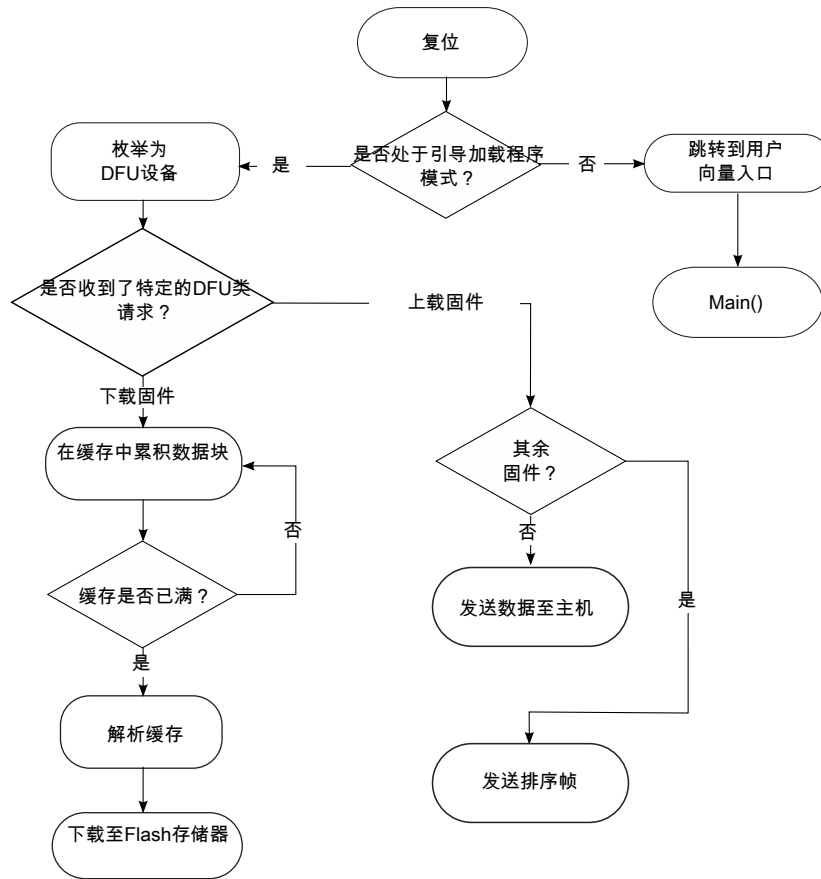 复位
是否处于引导加载程序
模式？
是
否
枚举为
DFU设备
跳转到用户
向量入口
Main()
是否收到了特定的DFU类
请求？
上载固件
下载固件
在缓存中累积数据块
其余
固件？
否
否
缓存是否已满？
发送数据至主机
是
是
解析缓存
发送排序帧
下载至Flash存储器